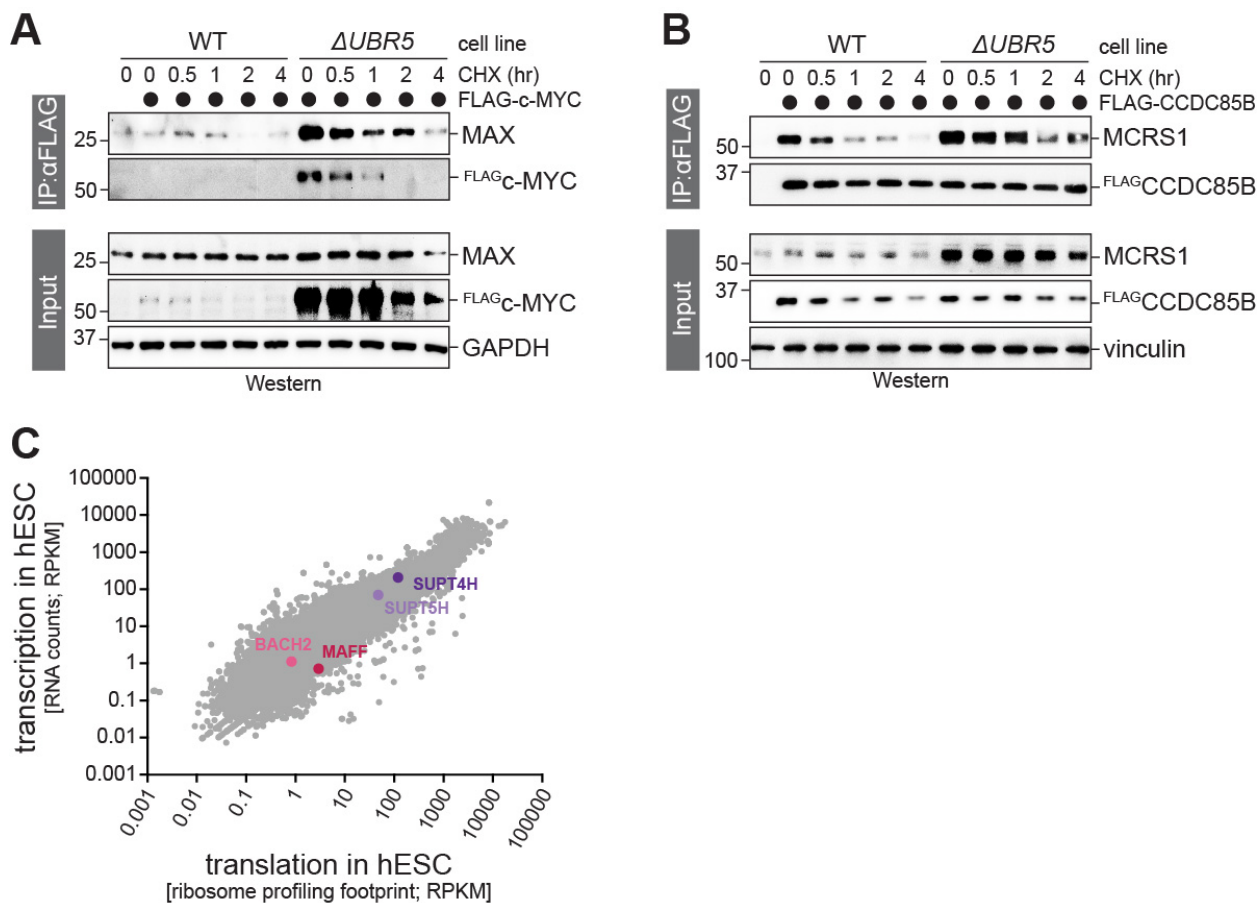 A
WT ΔUBR5 cell line
0 0 0.5 1 2 4 0 0.5 1 2 4 CHX (hr)
FLAG-c-MYC
IP:αFLAG
25 MAX
50 FLAGc-MYC
Input
25 MAX
50 FLAGc-MYC
37 GAPDH
Western
B
WT ΔUBR5 cell line
0 0 0.5 1 2 4 0 0.5 1 2 4 CHX (hr)
FLAG-CCDC85B
IP:αFLAG
50 MCRS1
37 FLAGCCDC85B
Input
50 MCRS1
37 FLAGCCDC85B
100 vinculin
Western
C
transcription in hESC
[RNA counts; RPKM]
100000
10000
1000
100
10
1
0.1
0.01
0.001
SUPT4H
SUPT5H
BACH2
MAFF
0.001 0.01 0.1 1 10 100 1000 10000 100000
translation in hESC
[ribosome profiling footprint; RPKM]